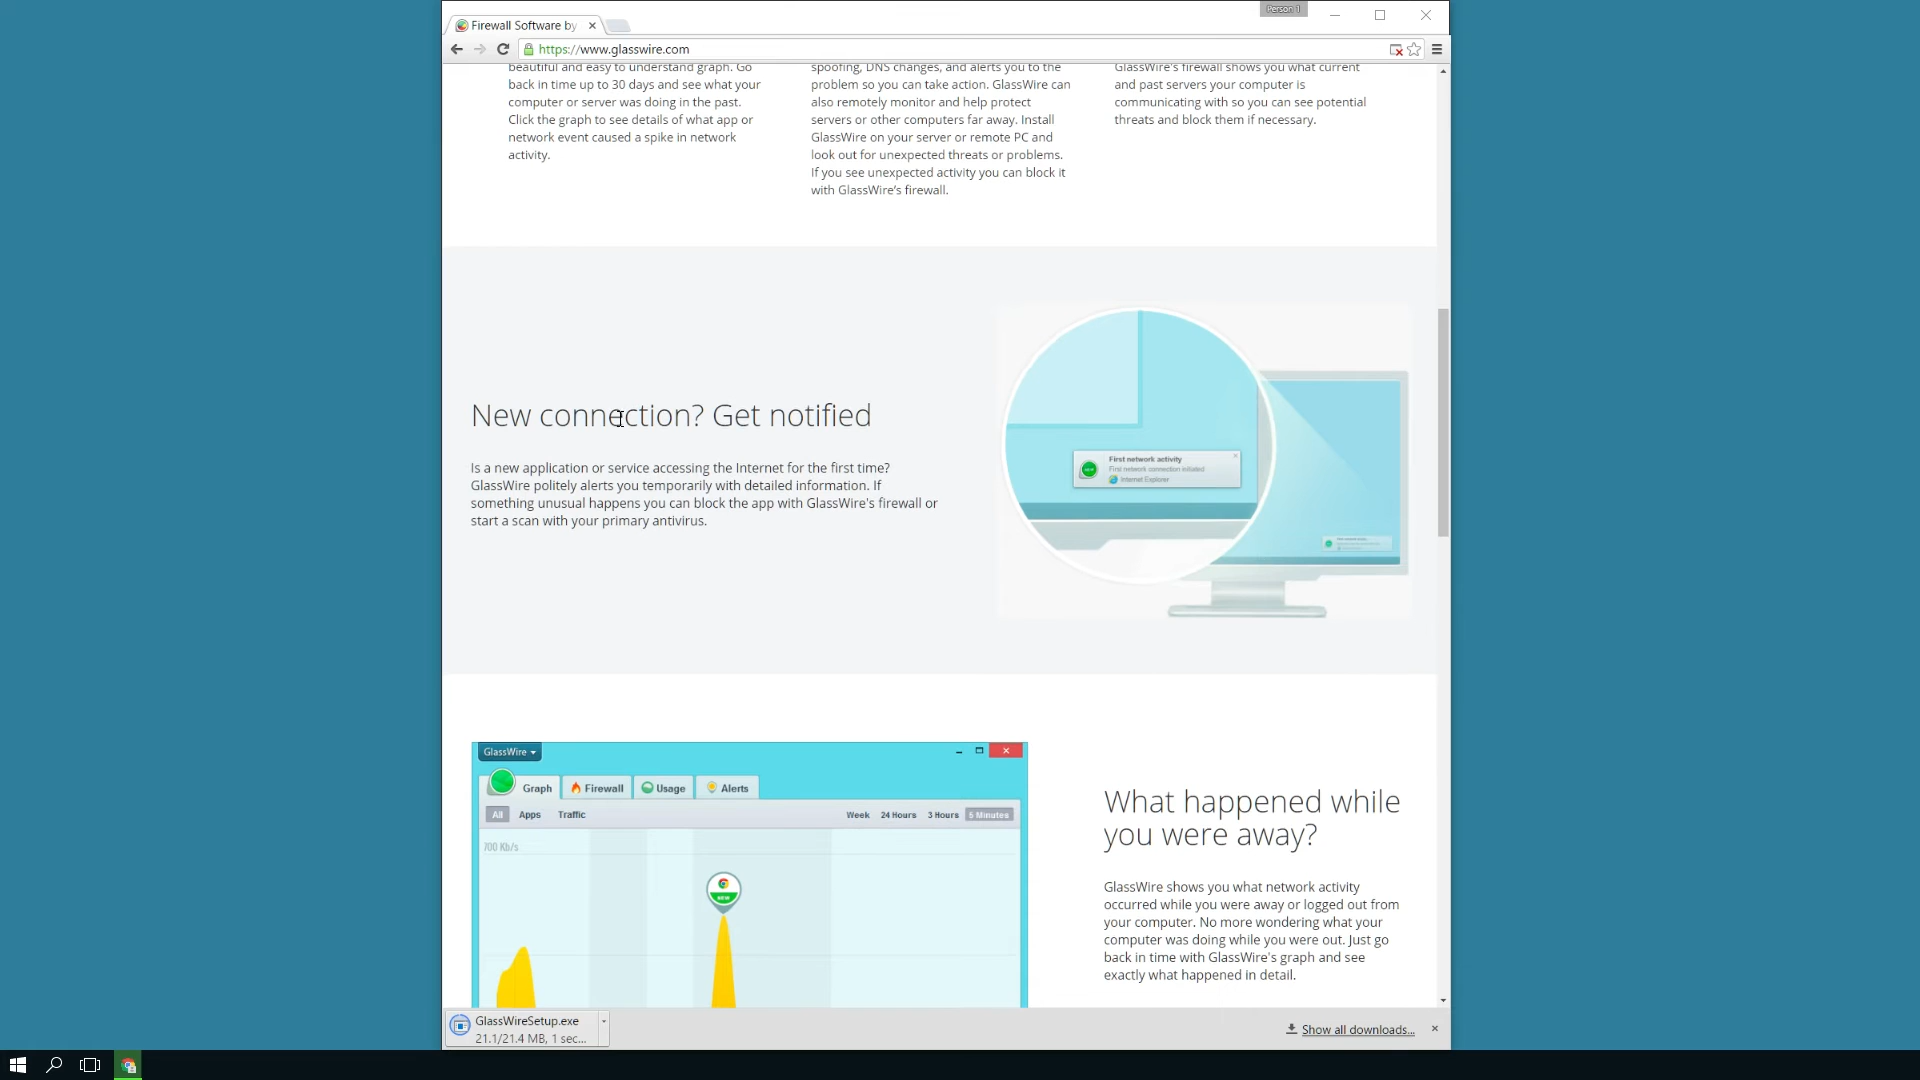 Person 1
Firewall Software by
https://www.glasswire.com
beautiful and easy to understand graph. Go
back in time up to 30 days and see what your
computer or server was doing in the past.
Click the graph to see details of what app or
network event caused a spike in network
activity.
spoofing, DNS changes, and alerts you to the
problem so you can take action. GlassWire can
also remotely monitor and help protect
servers or other computers far away. Install
GlassWire on your server or remote PC and
look out for unexpected threats or problems.
If you see unexpected activity you can block it
with GlassWire's firewall.
GlassWire's firewall shows you what current
and past servers your computer is
communicating with so you can see potential
threats and block them if necessary.
New connection? Get notified
Is a new application or service accessing the Internet for the first time?
GlassWire politely alerts you temporarily with detailed information. If
something unusual happens you can block the app with GlassWire's firewall or
start a scan with your primary antivirus.
First network activity
First network connection initiated
Internet Explorer
GlassWire
Graph Firewall Usage Alerts
All Apps Traffic Week 24 Hours 3 Hours 5 Minutes
700 Kb/s
NEW
What happened while
you were away?
GlassWire shows you what network activity
occurred while you were away or logged out from
your computer. No more wondering what your
computer was doing while you were out. Just go
back in time with GlassWire's graph and see
exactly what happened in detail.
GlassWireSetup.exe
21.1/21.4 MB, 1 sec...
Show all downloads...